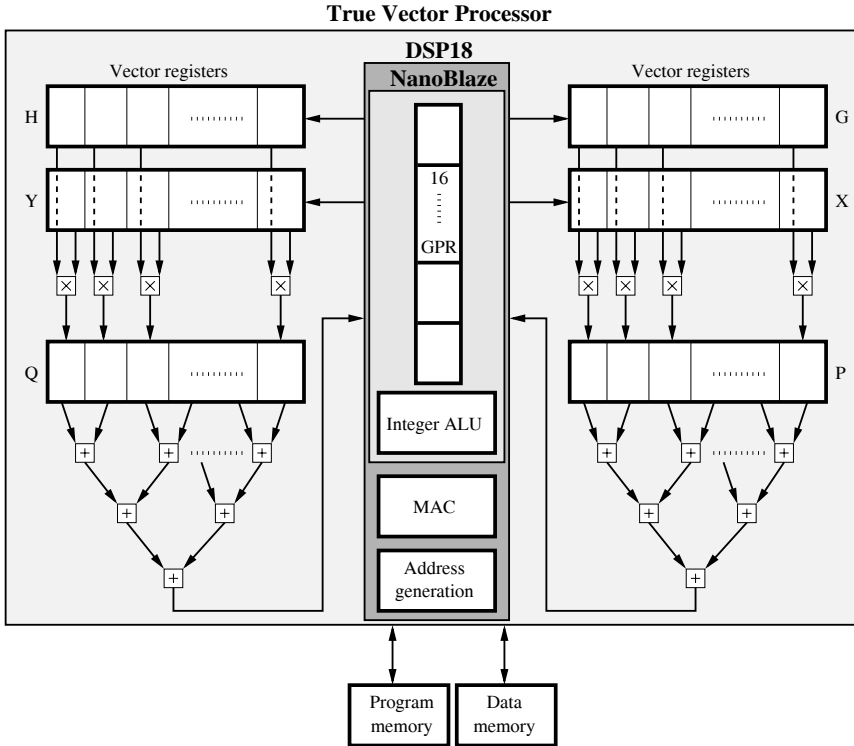 True Vector Processor
DSP18
NanoBlaze
Vector registers
Vector registers
H
G
16
Y
X
GPR
×
×
×
×
×
×
×
×
Q
P
Integer ALU
+
+
+
+
+
+
MAC
+
+
+
+
Address
generation
+
+
Program
memory
Data
memory